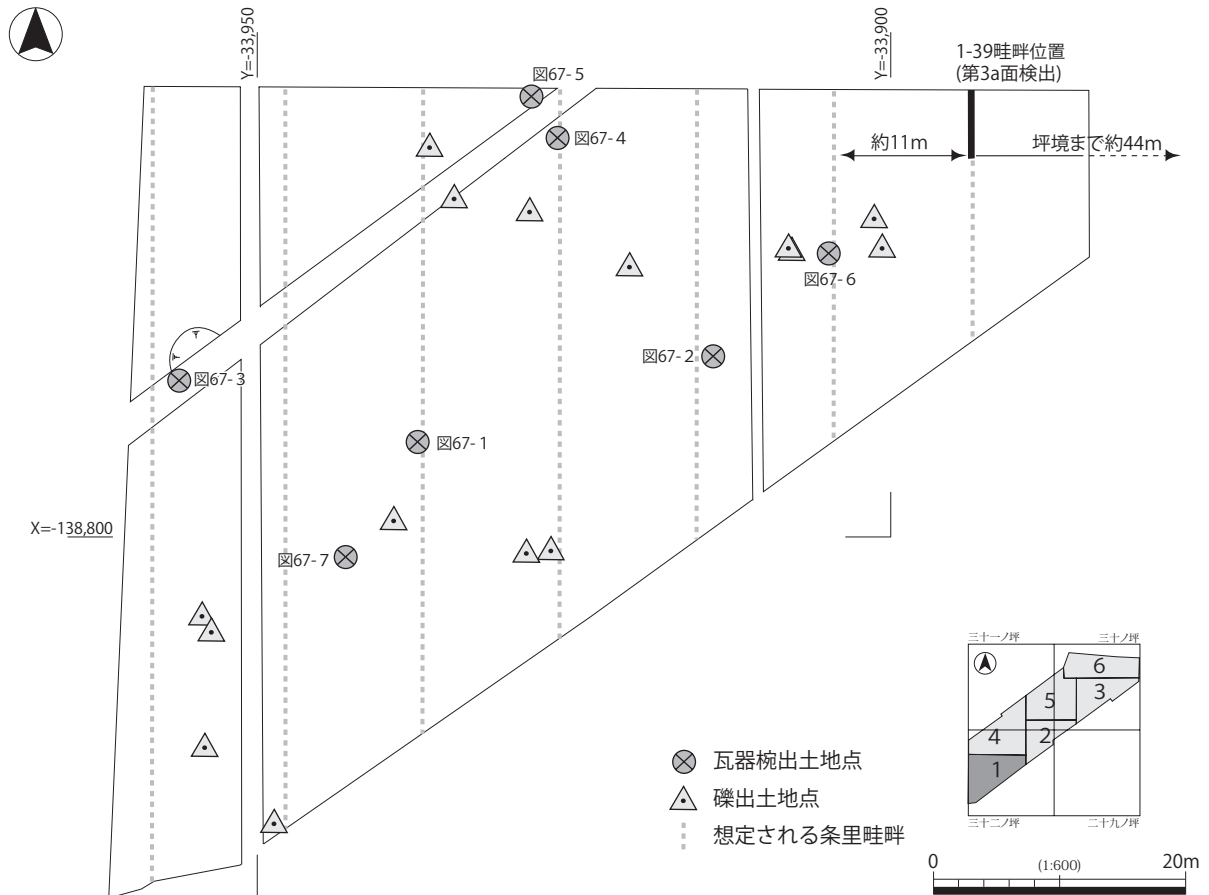 Y=-33,950
Y=-33,900
1-39畦畔位置
(第3a面検出)
図67-5
図67-4
約11m
坪境まで約44m
図67-6
図67-2
図67-3
図67-1
X=-138,800
図67-7
三十一ノ坪
三十ノ坪
6
3
5
4
2
1
三十二ノ坪
二十九ノ坪
瓦器椀出土地点
礫出土地点
想定される条里畦畔
0
(1:600)
20m